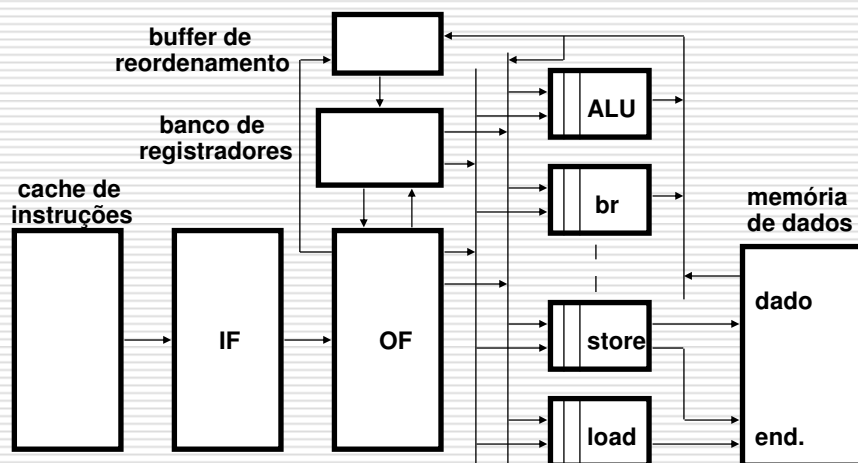 buffer de
reordenamento
ALU
banco de
registradores
cache de
instruções
br
memória
de dados
IF
OF
dado
store
load
end.